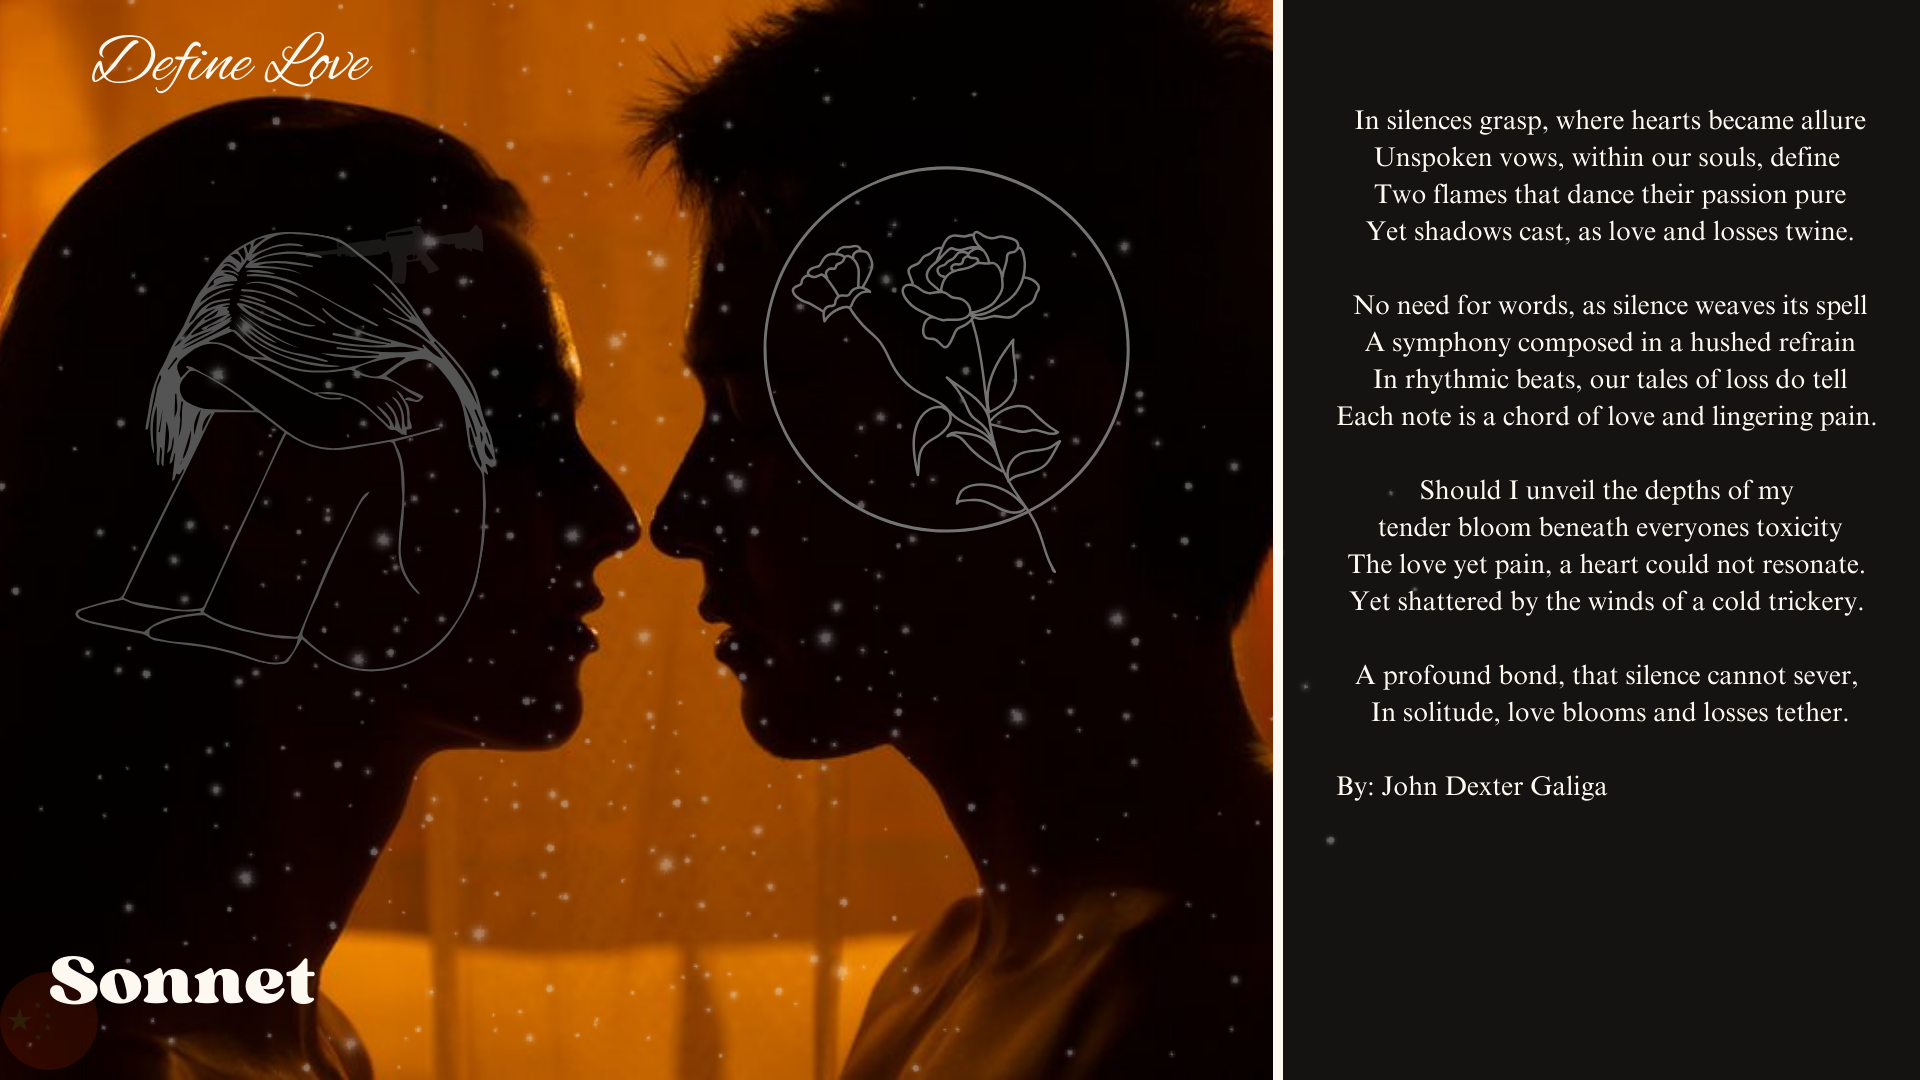 Define Love
Sonnet
In silences grasp, where hearts became allure
Unspoken vows, within our souls, define
Two flames that dance their passion pure
Yet shadows cast, as love and losses twine.
No need for words, as silence weaves its spell
A symphony composed in a hushed refrain
In rhythmic beats, our tales of loss do tell
Each note is a chord of love and lingering pain.
Should I unveil the depths of my
tender bloom beneath everyones toxicity
The love yet pain, a heart could not resonate.
Yet shattered by the winds of a cold trickery.
A profound bond, that silence cannot sever,
In solitude, love blooms and losses tether.
By: John Dexter Galiga